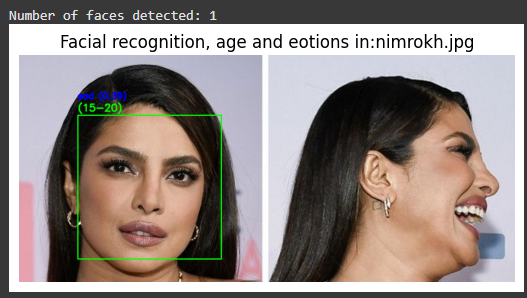 Number of faces detected: 1
Facial recognition, age and eotions in:nimrokh.jpg
(15-20)